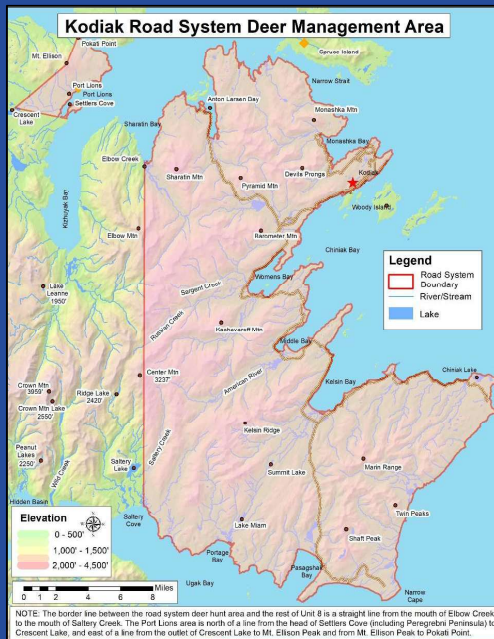 Kodiak Road System Deer Management Area
Pokati Point
Mt. Ellison
Spruce Island
Port Lions
Port Lions
Settlers Cove
Narrow Strait
Anton Larsen Bay
Crescent
Lake
Monashka Mtn
Sharatin Bay
Monashka Bay
Elbow Creek
Sharatin Mtn
Devils Prongs
Kodiak
Pyramid Mtn
Kizhuyak Bay
Woody Island
Elbow Mtn
Barometer Mtn
Chiniak Bay
Legend
Road System
Boundary
River/Stream
Lake
Womens Bay
Lake
Leanne
1950'
Sargent Creek
Russian Creek
Kashevaroff Mtn
Middle Bay
Center Mtn
3237'
American River
Kelsin Bay
Chiniak Lake
Crown Mtn
3959'
Crown Mtn Lake
2550'
Ridge Lake
2420'
Kelsin Ridge
Peanut
Lakes
2250'
Wild Creek
Saltery
Lake
Saltery Creek
Summit Lake
Marin Range
Hidden Basin
Twin Peaks
Saltery
Cove
Lake Miam
Shaft Peak
Elevation
0 - 500'
1,000' - 1,500'
2,000' - 4,500'
Portage
Bay
Pasagshak
Bay
Ugak Bay
Narrow
Cape
Miles
0 1 2 4 6 8
NOTE: The border line between the road system deer hunt area and the rest of Unit 8 is a straight line from the mouth of Elbow Creek
to the mouth of Saltery Creek. The Port Lions area is north of a line from the head of Settlers Cove (including Peregrebni Peninsula) to
Crescent Lake, and east of a line from the outlet of Crescent Lake to Mt. Ellison Peak and from Mt. Ellison Peak to Pokati Point.